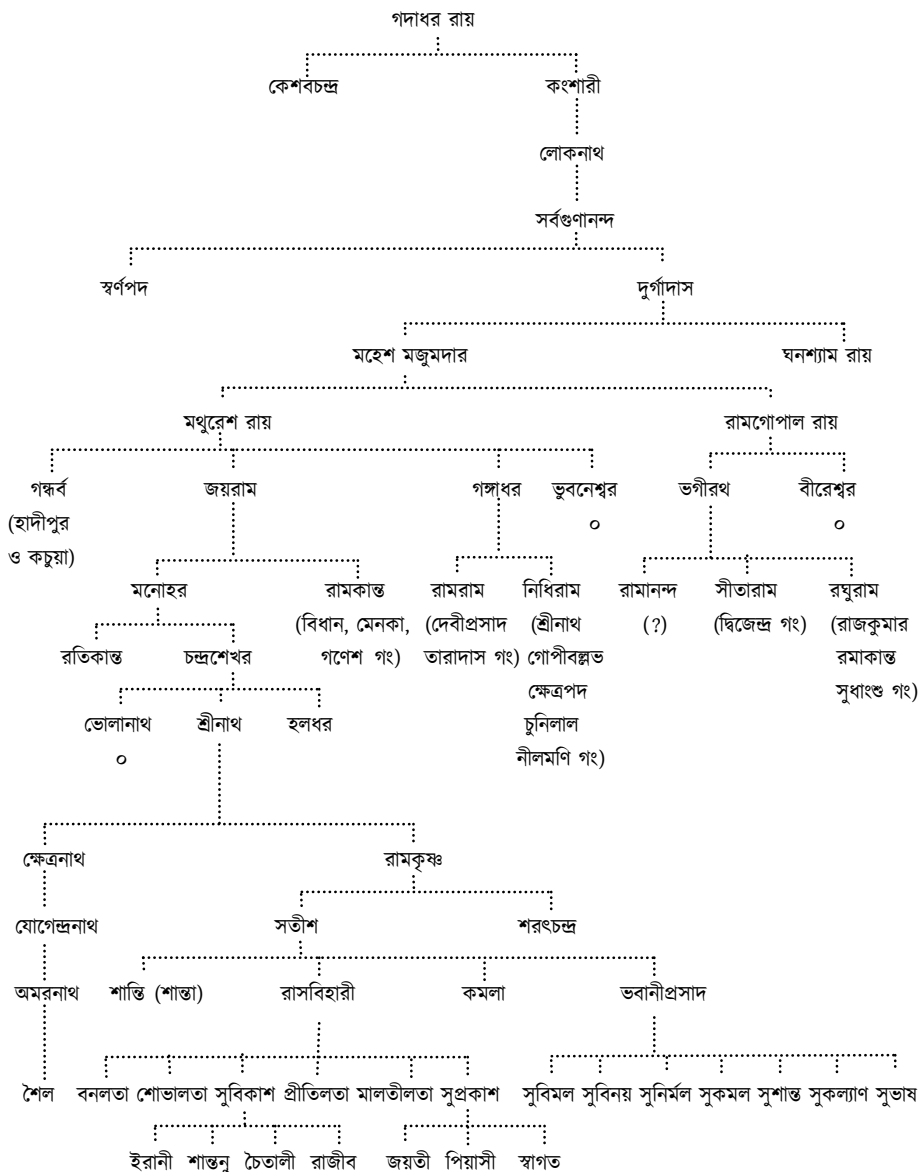 গদাধর রায়
কেশবচন্দ্র কংশারী
লোকনাথ
সর্বগুণানন্দ
স্বর্ণপদ দুর্গাদাস
মহেশ মজুমদার ঘনশ্যাম রায়
মথুরেশ রায় রামগোপাল রায়
গন্ধর্ব জয়রাম গঙ্গাধর ভুবনেশ্বর ভগীরথ বীরেশ্বর
(হাদীপুর ০ ০
ও কচুয়া)
মনোহর রামকান্ত রামরাম নিধিরাম রামানন্দ সীতারাম রঘুরাম
(বিধান, মেনকা, (দেবীপ্রসাদ (শ্রীনাথ (?) (দ্বিজেন্দ্র গং) (রাজকুমার
রতিকান্ত চন্দ্রশেখর গণেশ গং) তারাদাস গং) গোপীবল্লভ রমাকান্ত
ক্ষেত্রপদ সুধাংশু গং)
ভোলানাথ শ্রীনাথ হলধর চুনিলাল
০ নীলমণি গং)
ক্ষেত্রনাথ রামকৃষ্ণ
যোগেন্দ্রনাথ সতীশ শরৎচন্দ্র
অমরনাথ শান্তি (শান্তা) রাসবিহারী কমলা ভবানীপ্রসাদ
শৈল বনলতা শোভালতা সুবিকাশ প্রীতিলতা মালতীলতা সুপ্রকাশ সুবিমল সুবিনয় সুনির্মল সুকমল সুশান্ত সুকল্যাণ সুভাষ
ইরানী শান্তনু চৈতালী রাজীব জয়তী পিয়াসী স্বাগত